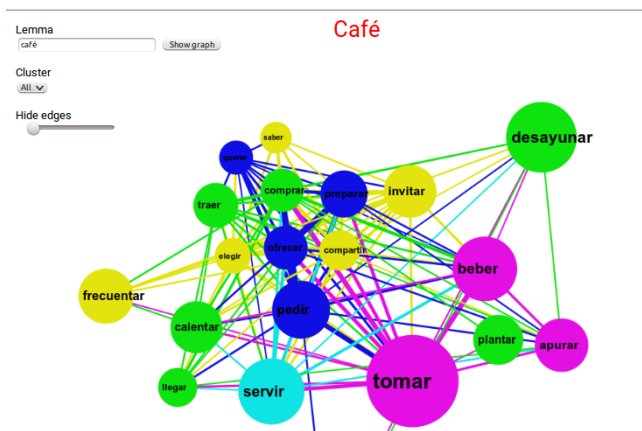 Café
Lemma
café
Show graph
Cluster
All
Hide edges
saber
querer
desayunar
comprar
preparar
invitar
traer
ofrecer
compartir
elegir
beber
frecuentar
pedir
calentar
plantar
apurar
tomar
llegar
servir